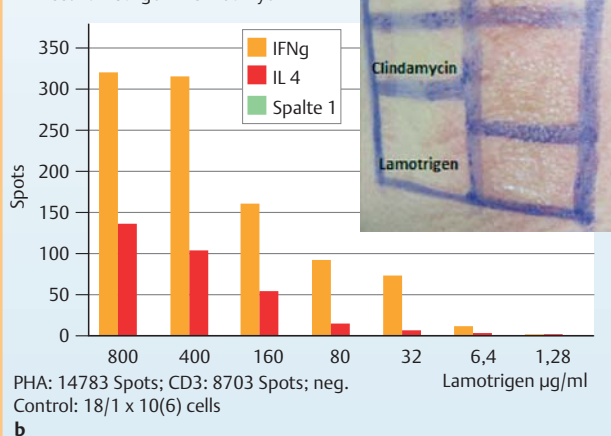 350
300
250
200
150
100
50
0
Spots
IFNg
IL 4
Spalte 1
Clindamycin
Lamotrigen
800 400 160 80 32 6,4 1,28
PHA: 14783 Spots; CD3: 8703 Spots; neg.
Lamotrigen µg/ml
Control: 18/1 x 10(6) cells
b